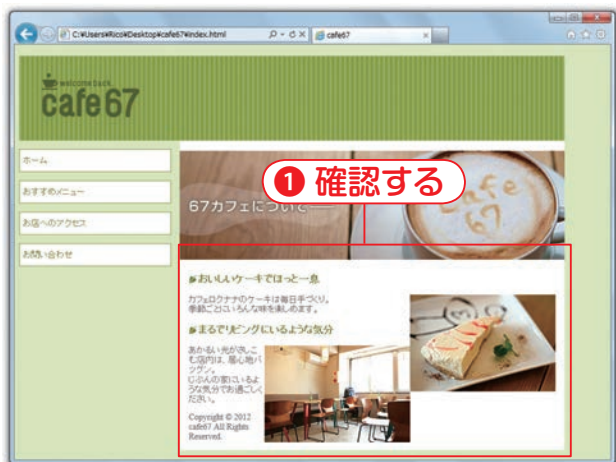 C:¥Users¥Rico¥Desktop¥cafe67¥index.html
cafe67
welcome back
cafe 67
ホーム
おすすめメニュー
お店へのアクセス
お問い合わせ
67カフェについて
❶ 確認する
Cafe
67
おいしいケーキでほっと一息
カフェロクナナのケーキは毎日手づくり。
季節ごとにいろんな味を楽しめます。
まるでリビングにいるような気分
あかるい光がさしこ
む店内は、居心地バ
ツグン。
じぶんの家にいるよ
うな気分でお過ごしく
ださい。
Copyright © 2012
cafe67 All Rights
Reserved.